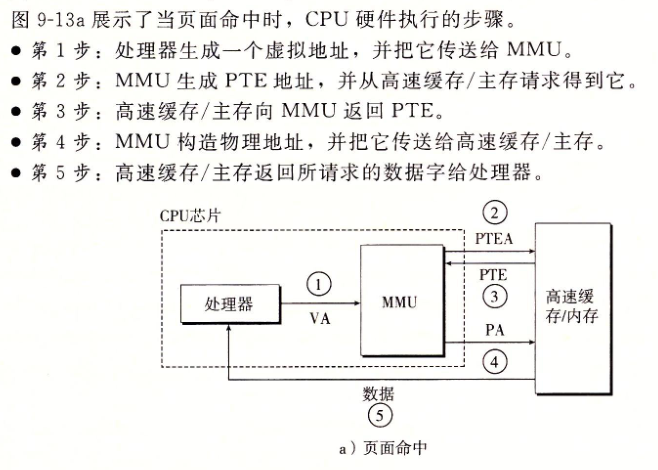 图 9-13a 展示了当页面命中时，CPU 硬件执行的步骤。
● 第 1 步：处理器生成一个虚拟地址，并把它传送给 MMU。
● 第 2 步：MMU 生成 PTE 地址，并从高速缓存/主存请求得到它。
● 第 3 步：高速缓存/主存向 MMU 返回 PTE。
● 第 4 步：MMU 构造物理地址，并把它传送给高速缓存/主存。
● 第 5 步：高速缓存/主存返回所请求的数据字给处理器。
CPU芯片
②
PTEA
处理器
①
VA
MMU
PTE
③
高速缓
存/内存
PA
④
数据
⑤
a）页面命中